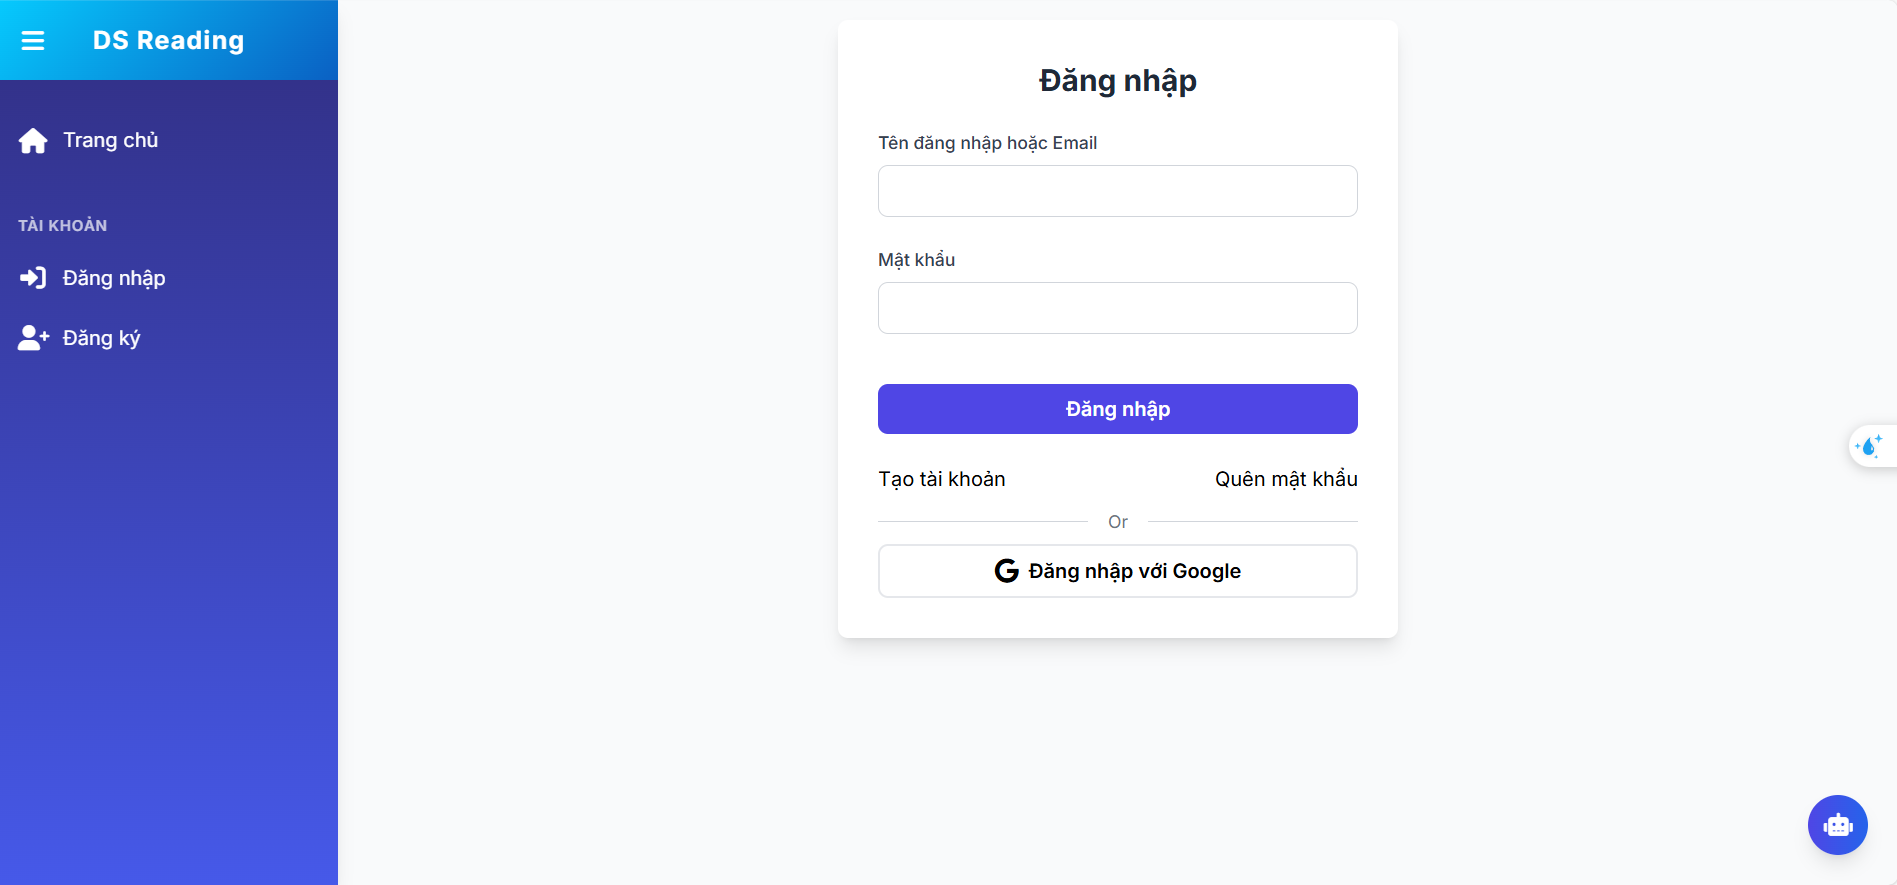 DS Reading
Trang chủ
TÀI KHOẢN
Đăng nhập
Đăng ký
Đăng nhập
Tên đăng nhập hoặc Email
Mật khẩu
Đăng nhập
Tạo tài khoản
Quên mật khẩu
Or
Đăng nhập với Google